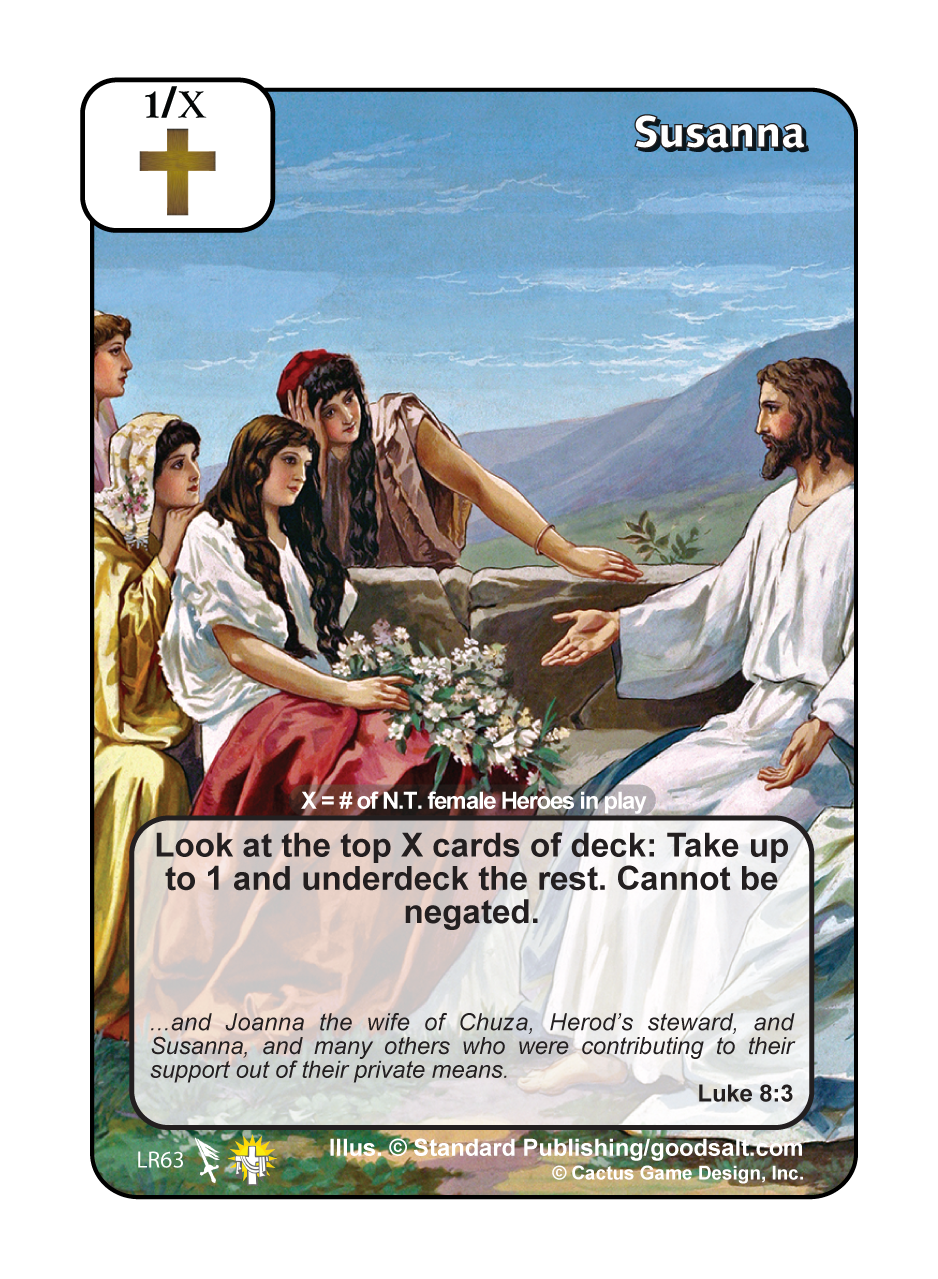 1/X
Susanna
X = # of N.T. female Heroes in play
Look at the top X cards of deck: Take up
to 1 and underdeck the rest. Cannot be
negated.
...and Joanna the wife of Chuza, Herod's steward, and
Susanna, and many others who were contributing to their
support out of their private means.
Luke 8:3
LR63
Illus. © Standard Publishing/goodsalt.com
© Cactus Game Design, Inc.